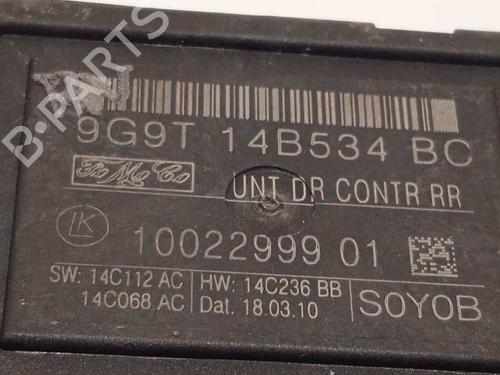 B-PARTS
9G9T 14B534 BC
FoMoCo
UNT DR CONTR RR
LK
10022999 01
SW: 14C112 AC
14C068 AC
HW: 14C236 BB
Dat. 18.03.10
SOYOB